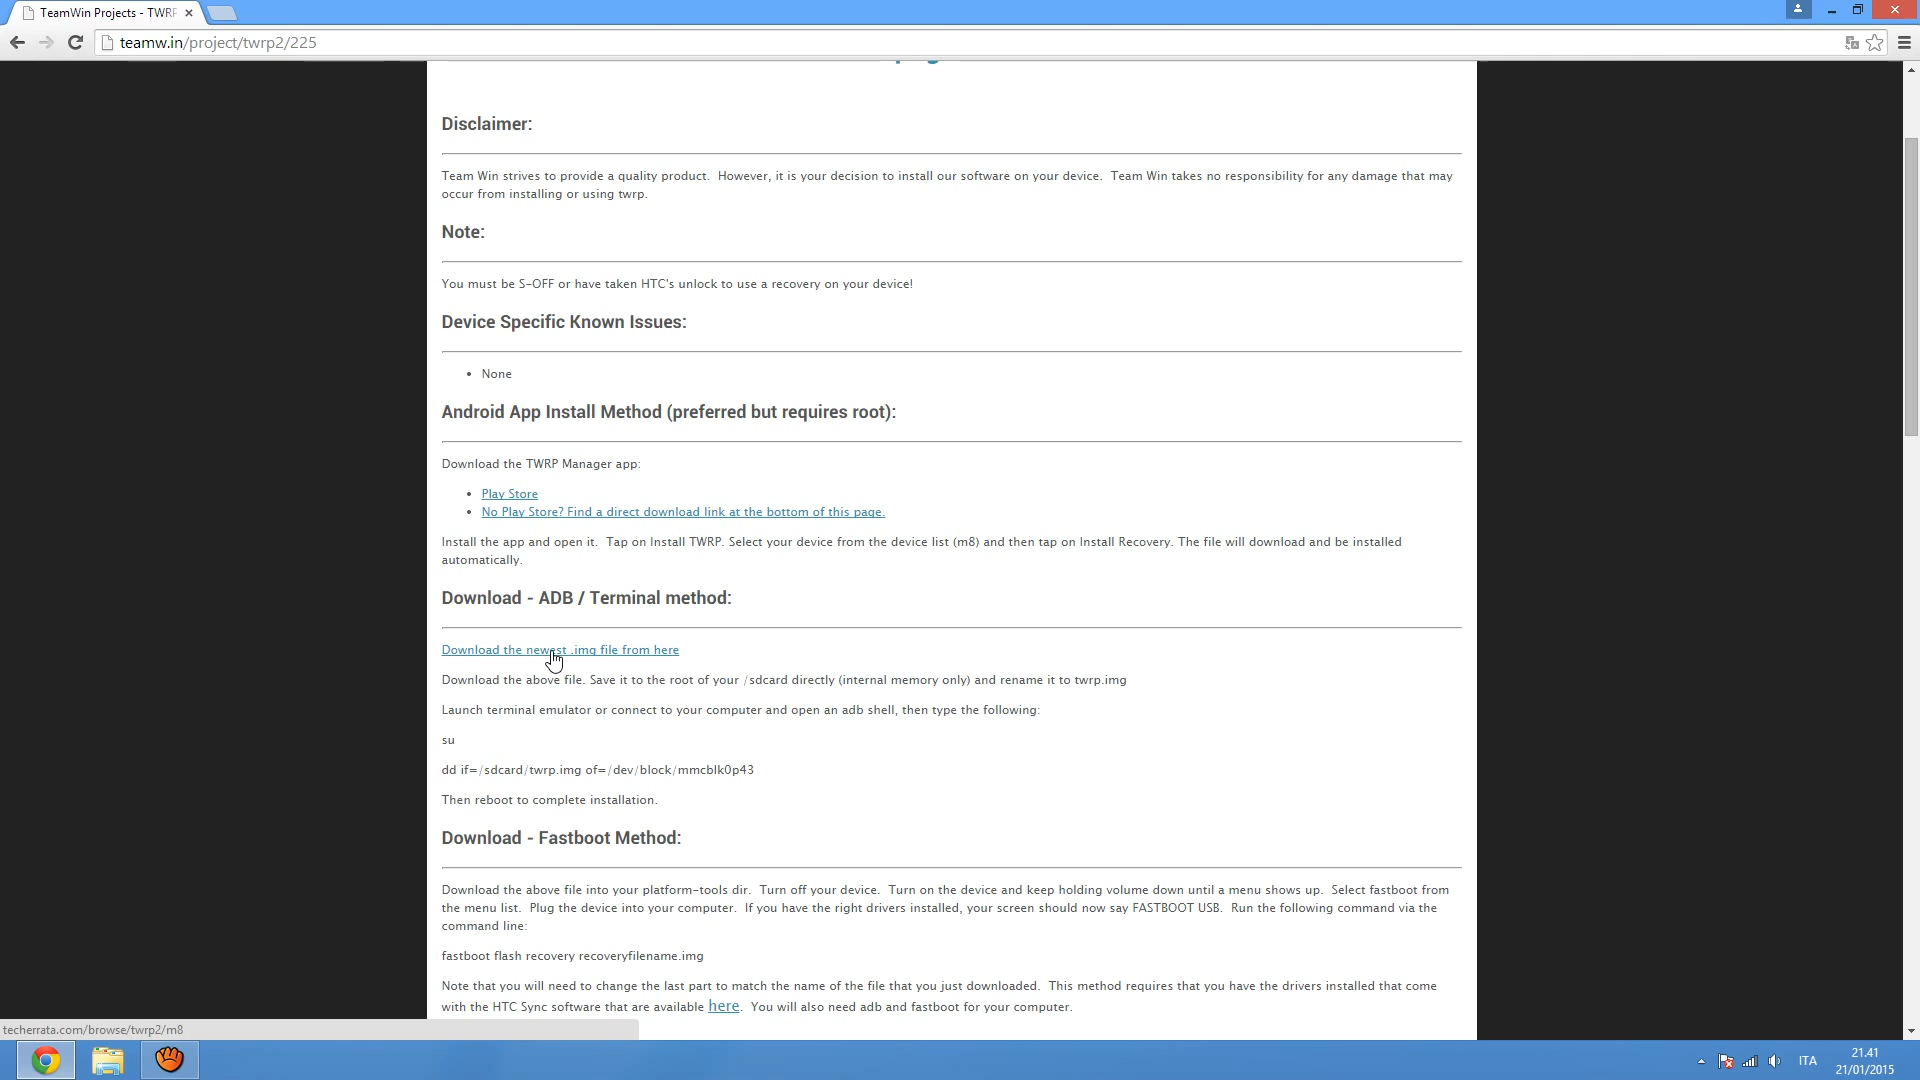 TeamWin Projects - TWRP
teamw.in/project/twrp2/225
Disclaimer:
Team Win strives to provide a quality product.  However, it is your decision to install our software on your device.  Team Win takes no responsibility for any damage that may
occur from installing or using twrp.
Note:
You must be S-OFF or have taken HTC's unlock to use a recovery on your device!
Device Specific Known Issues:
• None
Android App Install Method (preferred but requires root):
Download the TWRP Manager app:
• Play Store
• No Play Store? Find a direct download link at the bottom of this page.
Install the app and open it.  Tap on Install TWRP. Select your device from the device list (m8) and then tap on Install Recovery. The file will download and be installed
automatically.
Download - ADB / Terminal method:
Download the newest .img file from here
Download the above file. Save it to the root of your /sdcard directly (internal memory only) and rename it to twrp.img
Launch terminal emulator or connect to your computer and open an adb shell, then type the following:
su
dd if=/sdcard/twrp.img of=/dev/block/mmcblk0p43
Then reboot to complete installation.
Download - Fastboot Method:
Download the above file into your platform-tools dir.  Turn off your device.  Turn on the device and keep holding volume down until a menu shows up.  Select fastboot from
the menu list.  Plug the device into your computer.  If you have the right drivers installed, your screen should now say FASTBOOT USB.  Run the following command via the
command line:
fastboot flash recovery recoveryfilename.img
Note that you will need to change the last part to match the name of the file that you just downloaded.  This method requires that you have the drivers installed that come
with the HTC Sync software that are available here.  You will also need adb and fastboot for your computer.
techerrata.com/browse/twrp2/m8
ITA
21.41
21/01/2015